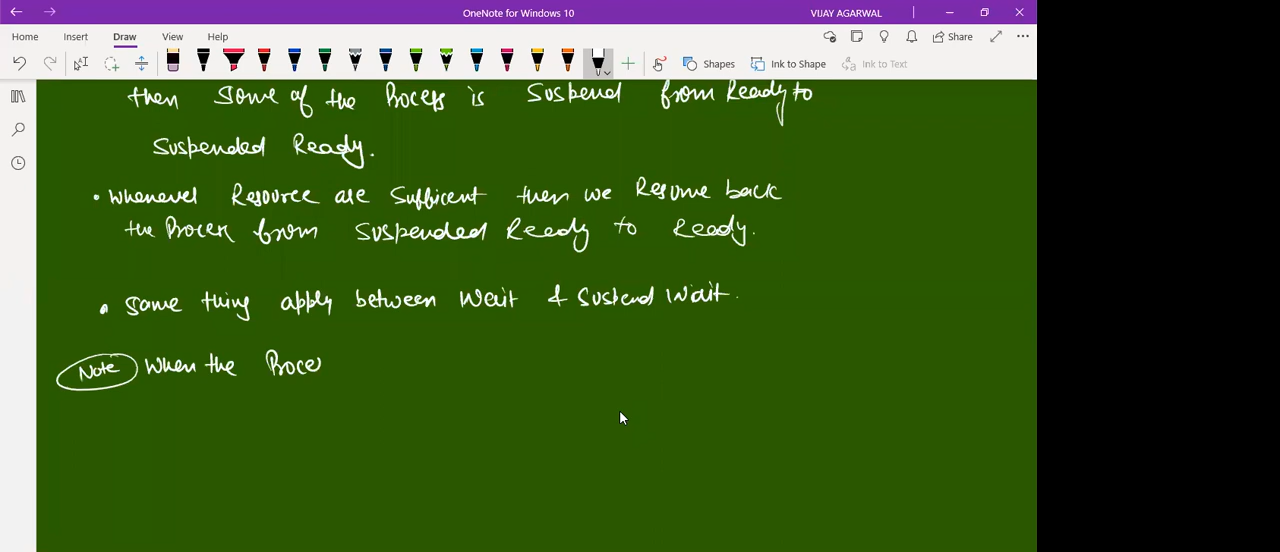 OneNote for Windows 10
VIJAY AGARWAL
Home Insert Draw View Help
Share
Shapes Ink to Shape Ink to Text
then some of the Process is Suspend from Ready to
Suspended Ready.
• Whenever Resource are Sufficent then we Resume back
the Process from Suspended Ready to Ready.
• Same thing apply between Wait & Suspend Wait.
Note When the Proce